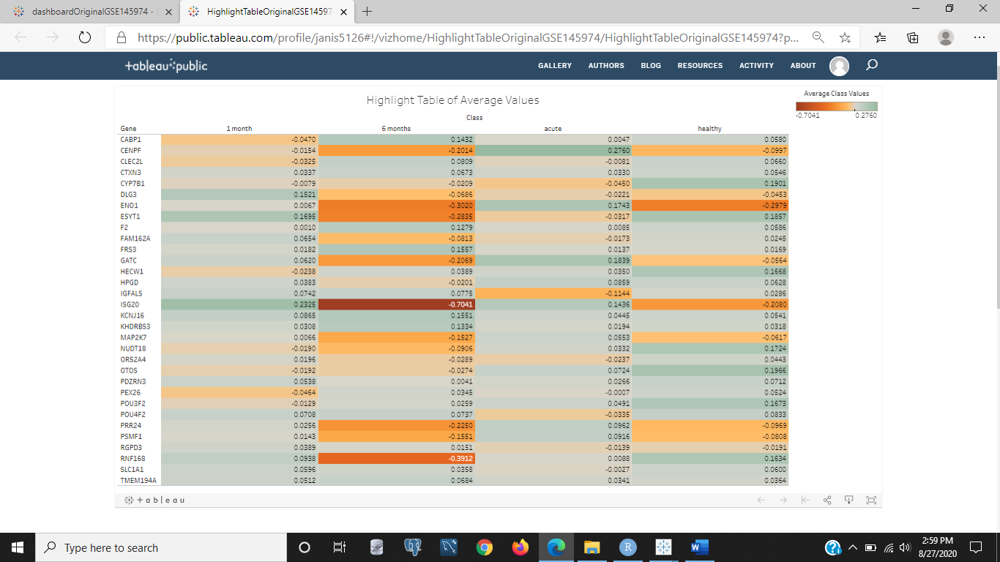 dashboardOriginalGSE145974 - J
HighlightTableOriginalGSE14597
https://public.tableau.com/profile/janis5126#!/vizhome/HighlightTableOriginalGSE145974/HighlightTableOriginalGSE145974?p...
+ableau public GALLERY AUTHORS BLOG RESOURCES ACTIVITY ABOUT
Highlight Table of Average Values
Average Class Values
-0.7041 0.2760
Class
Gene 1 month 6 months acute healthy
CABP1 -0.0470 0.1432 0.0047 0.0580
CENPF -0.0154 -0.2014 0.2760 -0.0997
CLEC2L -0.0325 0.0809 -0.0081 0.0660
CTXN3 0.0337 0.0673 0.0330 0.0546
CYP7B1 -0.0079 -0.0209 -0.0450 0.1901
DLG3 0.1521 -0.0686 -0.0221 -0.0453
ENO1 0.0067 -0.3020 0.1743 -0.2979
ESYT1 0.1695 -0.2835 -0.0317 0.1857
F2 0.0010 0.1279 0.0085 0.0586
FAM162A 0.0654 -0.0813 -0.0173 0.0245
FRS3 0.0182 0.1557 0.0137 0.0169
GATC 0.0620 -0.2069 0.1839 -0.0564
HECW1 -0.0238 0.0389 0.0350 0.1668
HPGD 0.0383 -0.0201 0.0859 0.0628
IGFALS 0.0742 0.0775 -0.1144 0.0286
ISG20 0.2325 -0.7041 0.1436 -0.2080
KCNJ16 0.0865 0.1551 0.0445 0.0541
KHDRBS3 0.0308 0.1334 0.0194 0.0318
MAP2K7 0.0066 -0.1527 0.0553 -0.0617
NUDT18 -0.0190 -0.0906 0.0332 0.1724
OR52A4 0.0196 -0.0289 -0.0237 0.0443
OTOS -0.0192 -0.0274 0.0724 0.1966
PDZRN3 0.0538 0.0041 0.0266 0.0712
PEX26 -0.0464 0.0345 -0.0007 0.0524
POU3F2 -0.0129 0.0259 0.0491 0.1673
POU4F2 0.0708 0.0737 -0.0335 0.0833
PRR24 0.0256 -0.2250 0.0962 -0.0969
PSMF1 0.0143 -0.1551 0.0916 -0.0808
RGPD3 0.0389 0.0151 -0.0139 -0.0191
RNF168 0.0938 -0.3912 0.0088 0.1634
SLC1A1 0.0596 0.0358 -0.0027 0.0600
TMEM194A 0.0512 0.0684 0.0341 0.0364
+ableau
Type here to search
2:59 PM
8/27/2020